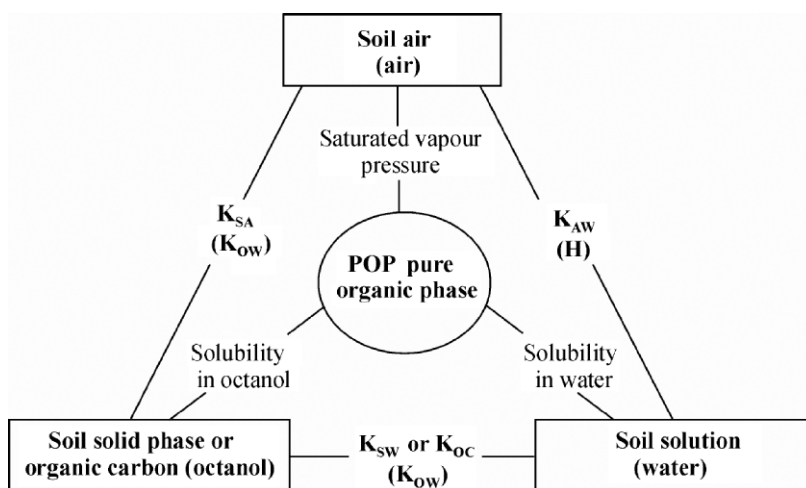 Soil air
(air)
Saturated vapour
pressure
K_SA
(K_OW)
K_AW
(H)
POP pure
organic phase
Solubility
in octanol
Solubility
in water
Soil solid phase or
organic carbon (octanol)
K_SW or K_OC
(K_OW)
Soil solution
(water)